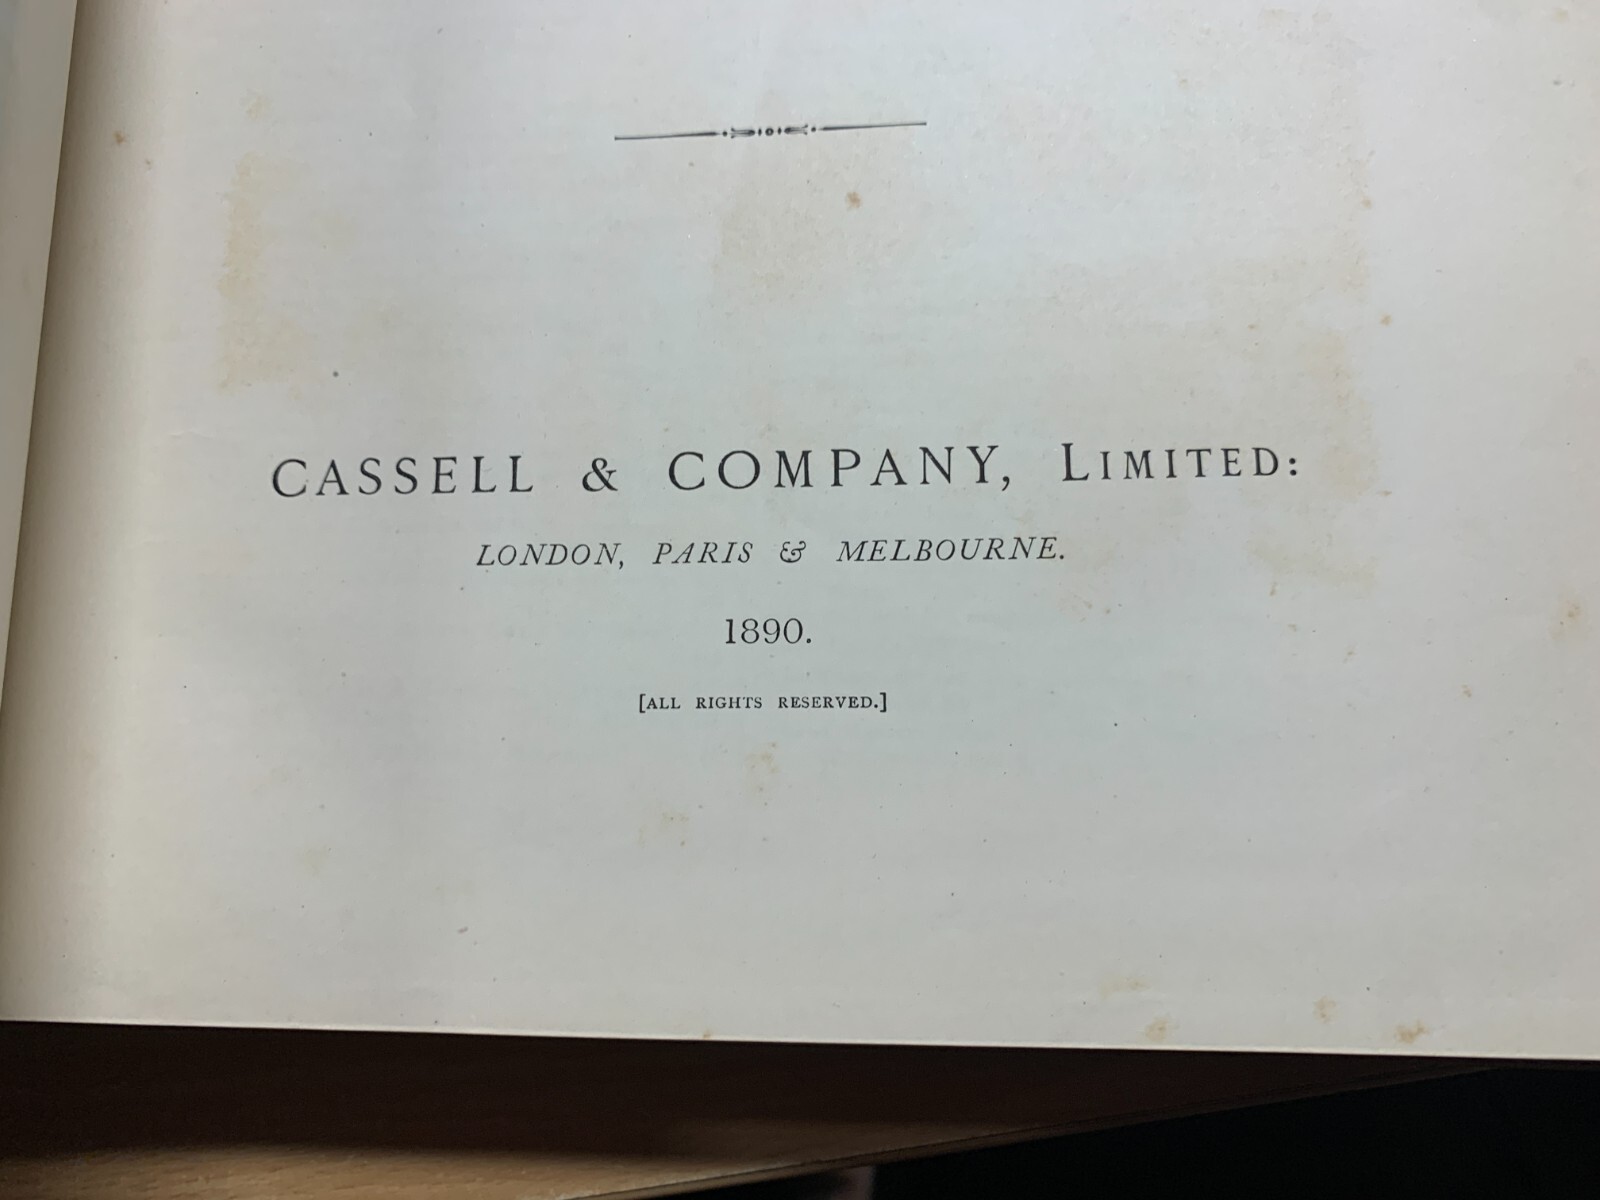 CASSELL & COMPANY, LIMITED:
LONDON, PARIS & MELBOURNE.
1890.
[ALL RIGHTS RESERVED.]